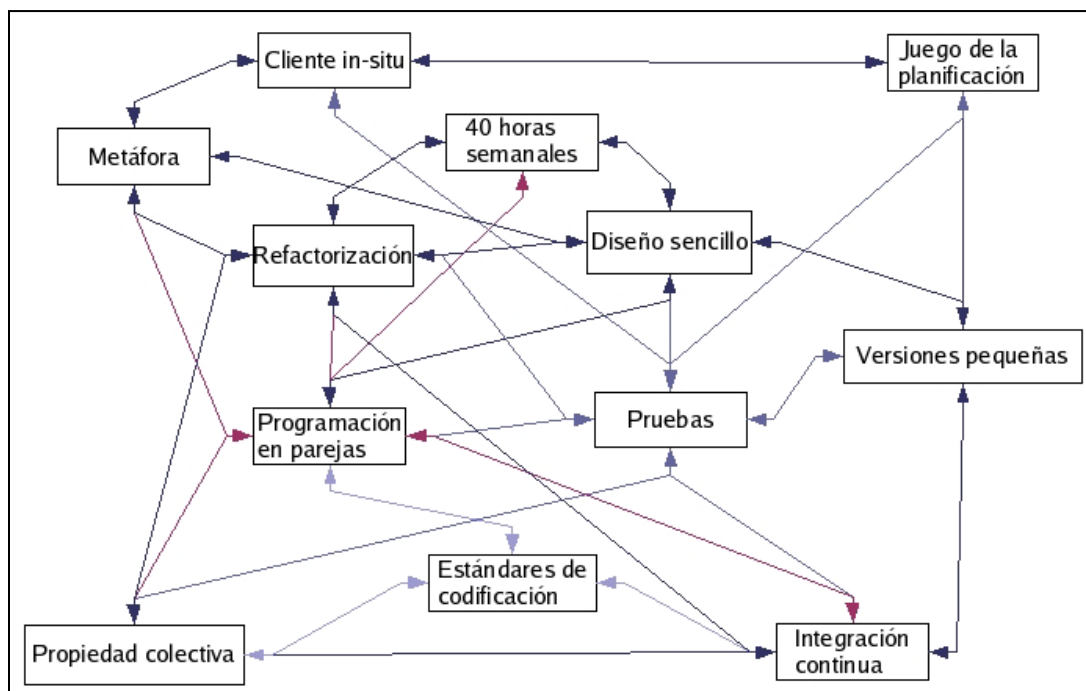 Cliente in-situ
Juego de la
planificación
40 horas
semanales
Metáfora
Diseño sencillo
Refactorización
Versiones pequeñas
Programación
en parejas
Pruebas
Estándares de
codificación
Propiedad colectiva
Integración
continua